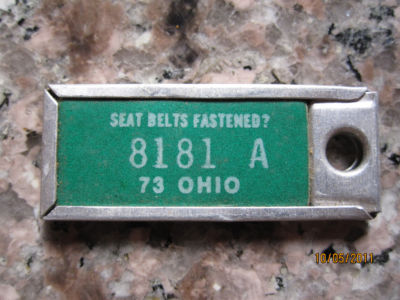 SEAT BELTS FASTENED?
8181 A
73 OHIO
10/05/2011